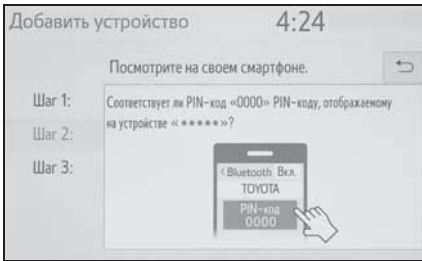 Добавить устройство 4:24
Посмотрите на своем смартфоне.
Шаг 1:
Шаг 2:
Шаг 3:
Соответствует ли PIN-код «0000» PIN-коду, отображаемому
на устройстве «*****»?
<Bluetooth Вкл.
TOYOTA
PIN-код
0000